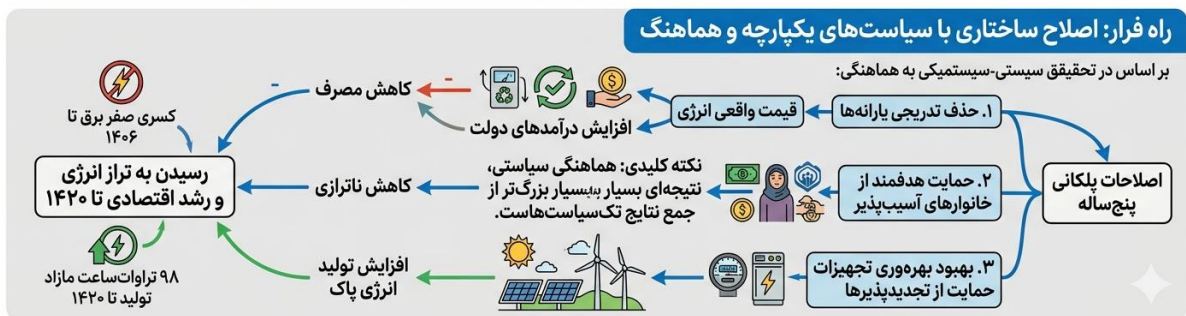 راه فرار: اصلاح ساختاری با سیاست‌های یکپارچه و هماهنگ
بر اساس در تحقیقق سیستی-سیستمیکی به هماهنگی:
اصلاحات پلکانی
پنج‌ساله
۱. حذف تدریجی یارانه‌ها
قیمت واقعی انرژی
کاهش مصرف
افزایش درآمدهای دولت
۲. حمایت هدفمند از
خانوارهای آسیب‌پذیر
نکته کلیدی: هماهنگی سیاستی،
نتیجه‌ای بسیار بسیار بزرگ‌تر از
جمع نتایج تک‌سیاست‌هاست.
کاهش ناترازی
۳. بهبود بهره‌وری تجهیزات
حمایت از تجدیدپذیرها
افزایش تولید
انرژی پاک
کسری صفر برق تا
۱۴۰۶
رسیدن به تراز انرژی
و رشد اقتصادی تا ۱۴۲۰
۹۸ تراوات‌ساعت مازاد
تولید تا ۱۴۲۰